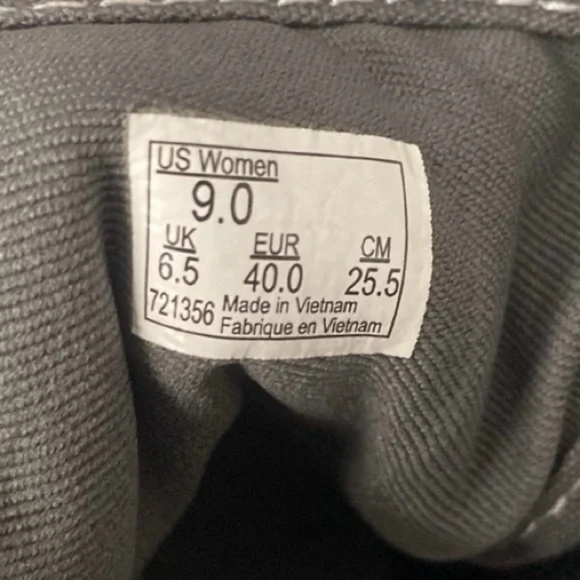 US Women
9.0
UK EUR CM
6.5 40.0 25.5
721356 Made in Vietnam
Fabrique en Vietnam